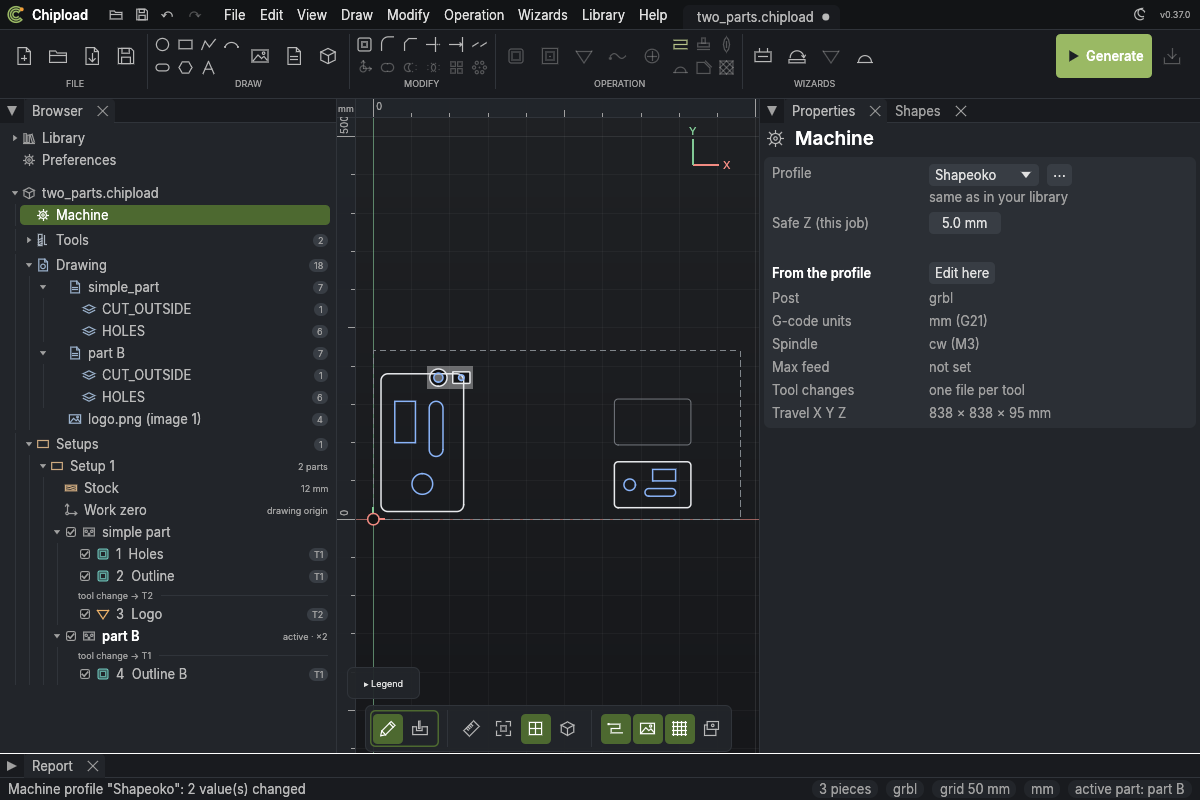 Chipload
File Edit View Draw Modify Operation Wizards Library Help
two_parts.chipload
v0.37.0
FILE
DRAW
MODIFY
OPERATION
WIZARDS
Generate
Browser
Library
Preferences
two_parts.chipload
Machine
Tools 2
Drawing 18
simple_part 7
CUT_OUTSIDE 1
HOLES 6
part B 7
CUT_OUTSIDE 1
HOLES 6
logo.png (image 1) 4
Setups 1
Setup 1 2 parts
Stock 12 mm
Work zero drawing origin
simple part
1 Holes T1
2 Outline T1
tool change → T2
3 Logo T2
part B active · ×2
tool change → T1
4 Outline B T1
mm
0
500
0
Y
X
Legend
Properties
Shapes
Machine
Profile Shapeoko ...
same as in your library
Safe Z (this job) 5.0 mm
From the profile Edit here
Post grbl
G-code units mm (G21)
Spindle cw (M3)
Max feed not set
Tool changes one file per tool
Travel X Y Z 838 × 838 × 95 mm
Report
Machine profile "Shapeoko": 2 value(s) changed
3 pieces grbl grid 50 mm mm active part: part B